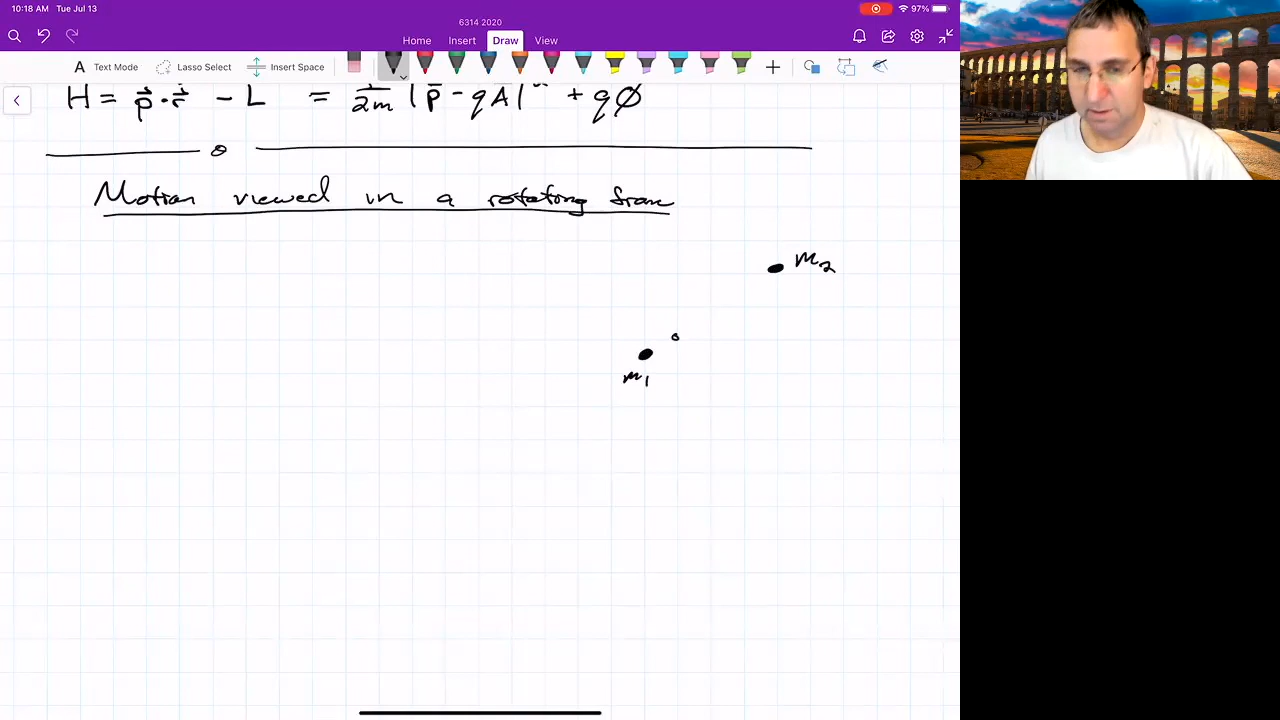 10:18 AM Tue Jul 13
97%
6314 2020
Home Insert Draw View
Text Mode Lasso Select Insert Space
H = p⃗ · ṙ⃗ - L = 1/2m |p⃗ - qA|² + qϕ
Motion viewed in a rotating fram
m₂
m₁